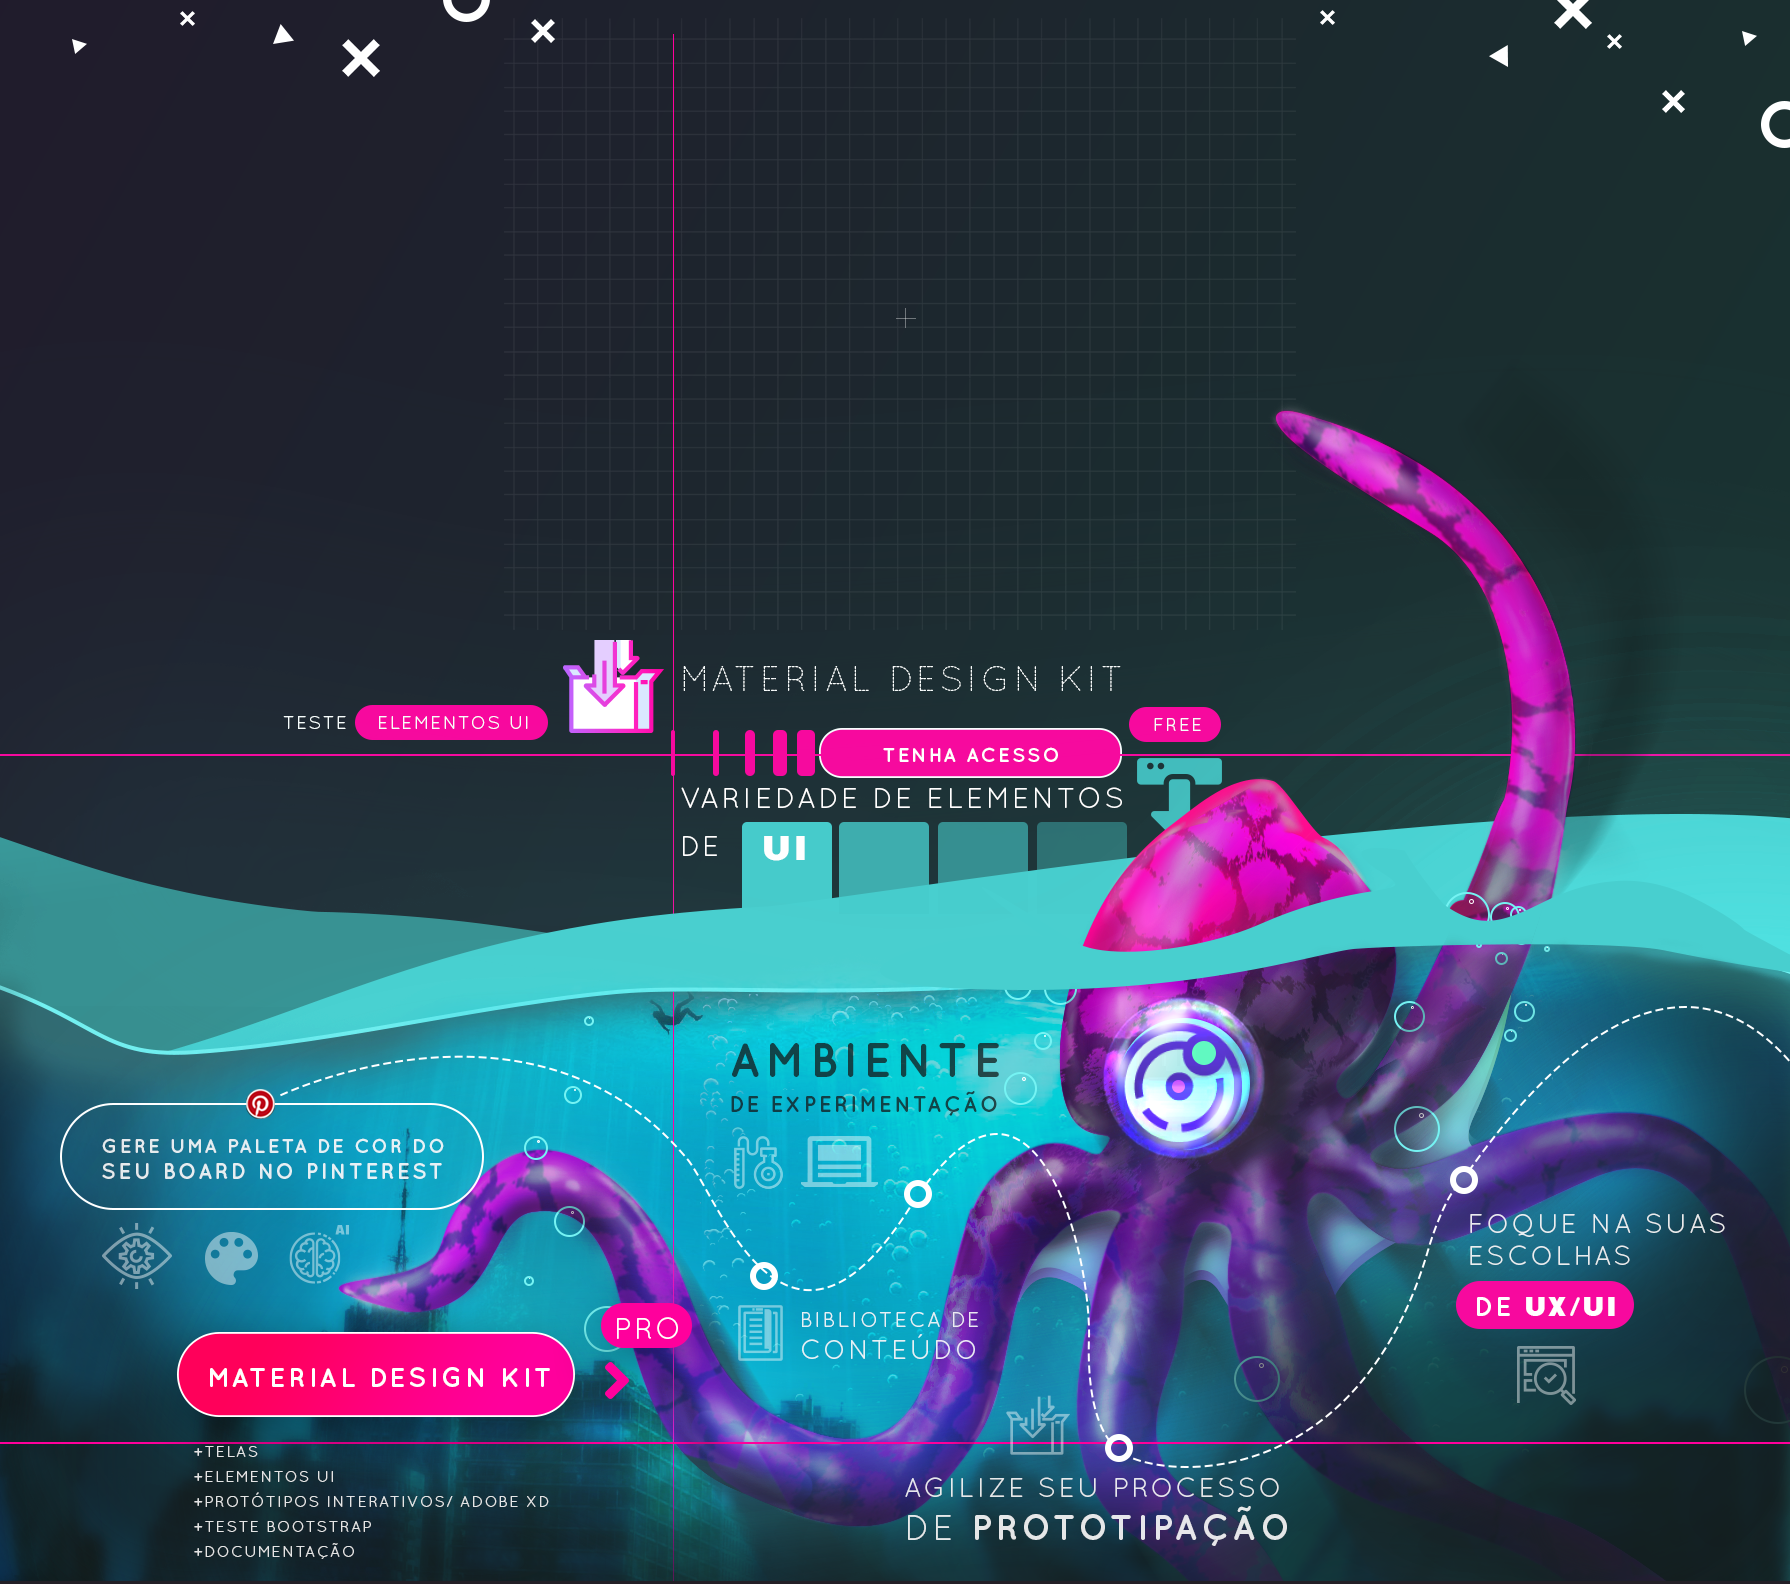 MATERIAL DESIGN KIT
TESTE ELEMENTOS UI
FREE
TENHA ACESSO
VARIEDADE DE ELEMENTOS
DE UI
AMBIENTE
DE EXPERIMENTAÇÃO
GERE UMA PALETA DE COR DO
SEU BOARD NO PINTEREST
AI
FOQUE NA SUAS
ESCOLHAS
DE UX/UI
BIBLIOTECA DE
CONTEÚDO
PRO
MATERIAL DESIGN KIT
+TELAS
+ELEMENTOS UI
+PROTÓTIPOS INTERATIVOS/ ADOBE XD
+TESTE BOOTSTRAP
+DOCUMENTAÇÃO
AGILIZE SEU PROCESSO
DE PROTOTIPAÇÃO